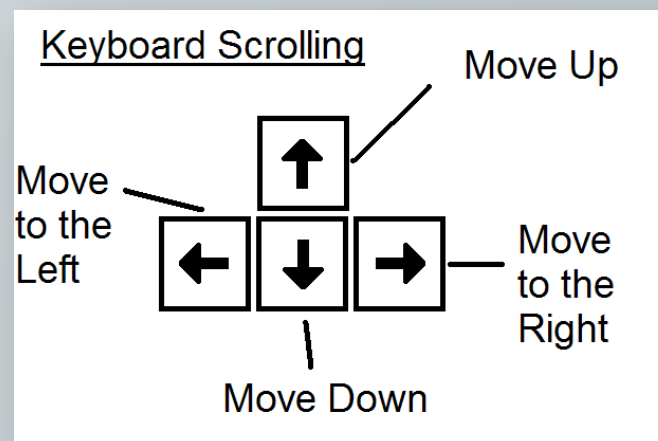 Keyboard Scrolling
Move Up
Move
to the
Left
Move
to the
Right
Move Down